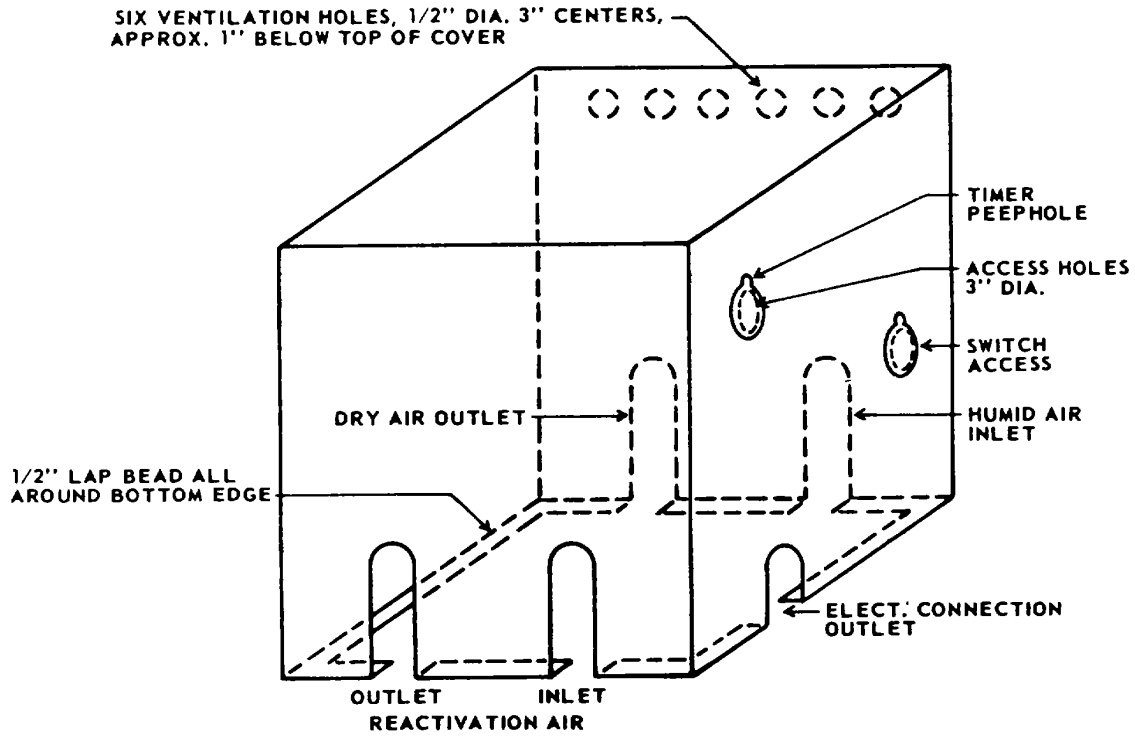 SIX VENTILATION HOLES, 1/2'' DIA. 3'' CENTERS,
APPROX. 1'' BELOW TOP OF COVER
TIMER
PEEPHOLE
ACCESS HOLES
3'' DIA.
SWITCH
ACCESS
DRY AIR OUTLET
HUMID AIR
INLET
1/2'' LAP BEAD ALL
AROUND BOTTOM EDGE
ELECT. CONNECTION
OUTLET
OUTLET
INLET
REACTIVATION AIR